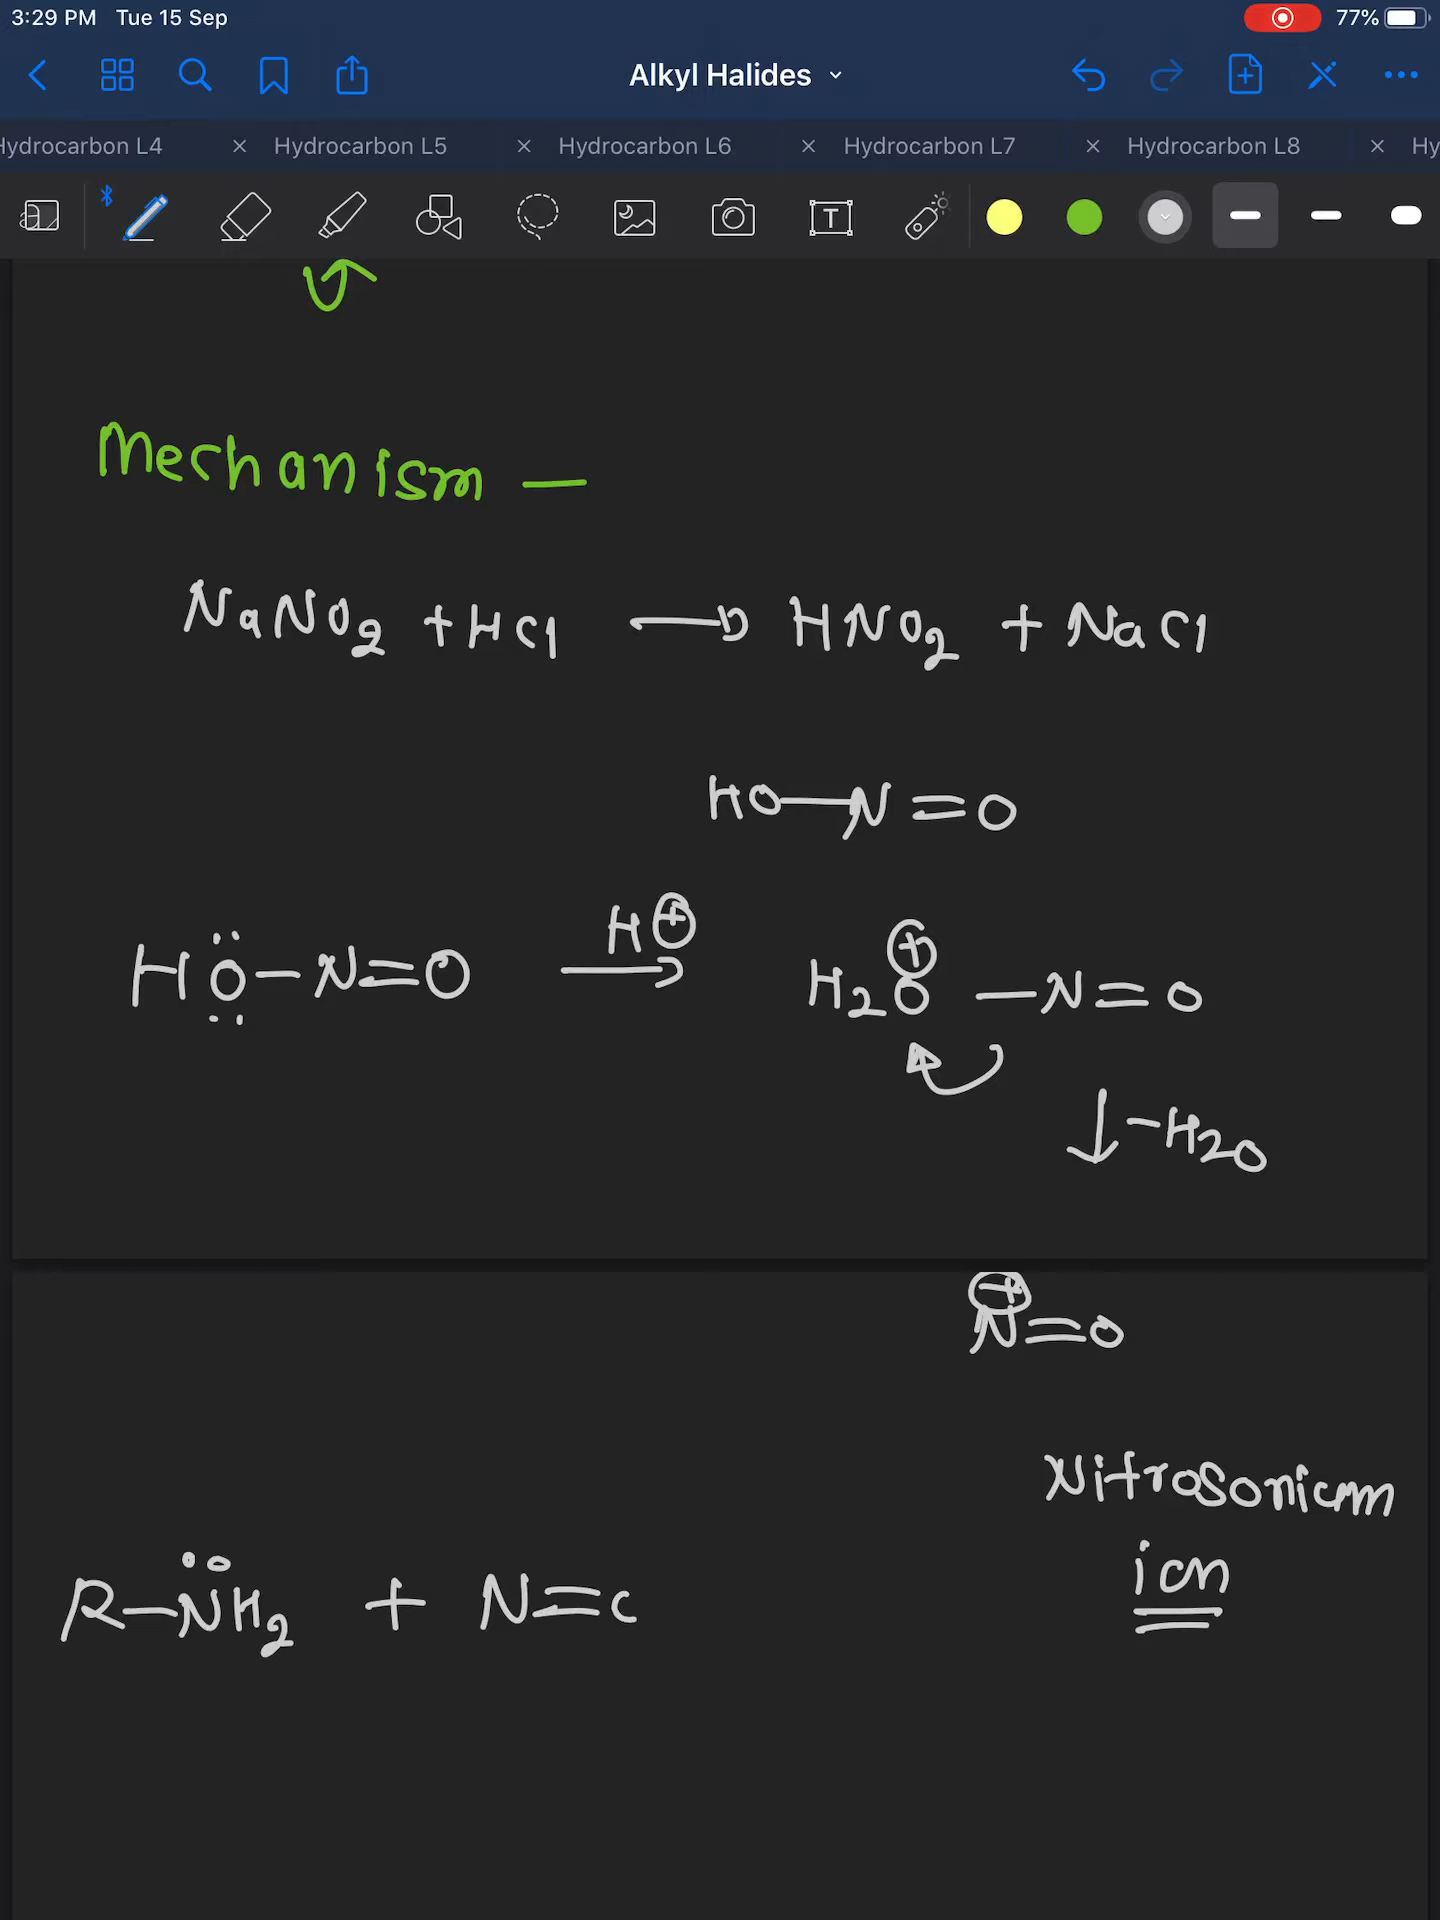 3:29 PM Tue 15 Sep 77%
Alkyl Halides
Hydrocarbon L4 × Hydrocarbon L5 × Hydrocarbon L6 × Hydrocarbon L7 × Hydrocarbon L8 × Hy
Mechanism —
NaNO₂ + HCl ⟶ HNO₂ + NaCl
HO—N=O
HÖ—N=O H⊕ ⟶ H₂O⊕—N=O
↓ -H₂O
N⊕=O
Nitrosonium
ion
R—N̈H₂ + N=C